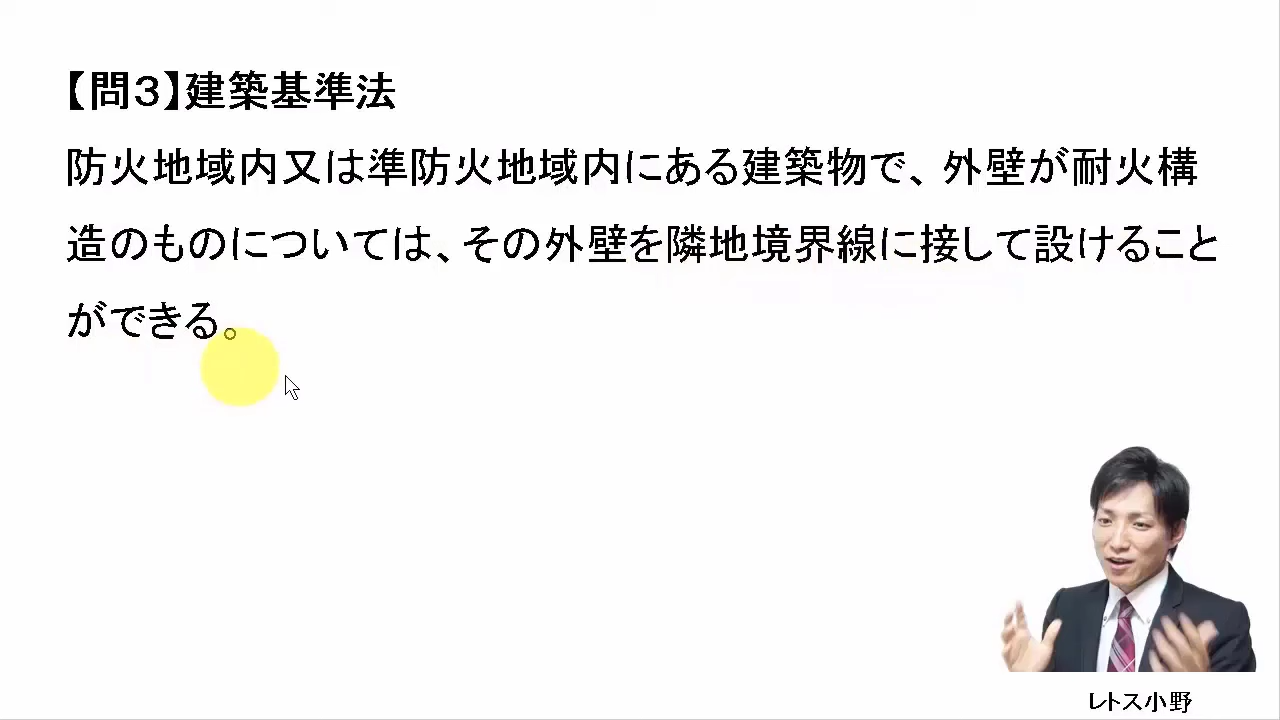 【問３】建築基準法
防火地域内又は準防火地域内にある建築物で、外壁が耐火構
造のものについては、その外壁を隣地境界線に接して設けること
ができる。
レトス小野